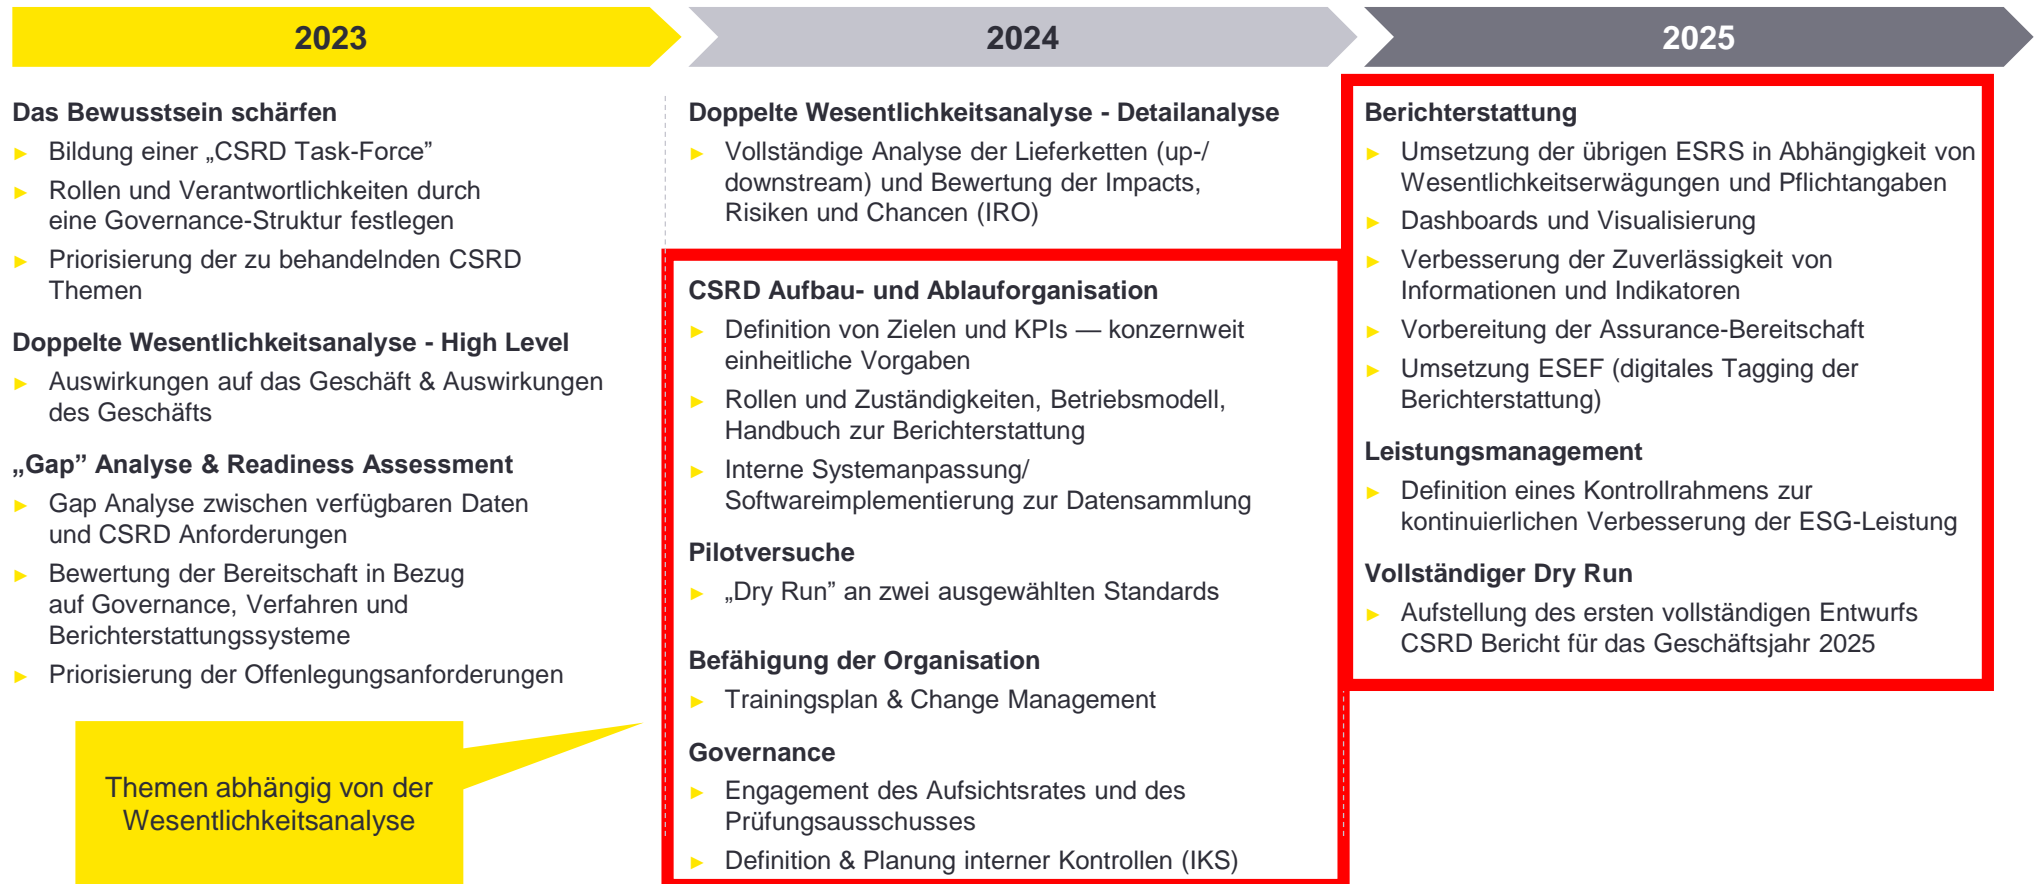 2023
2024
2025
Das Bewusstsein schärfen
► Bildung einer „CSRD Task-Force”
► Rollen und Verantwortlichkeiten durch
eine Governance-Struktur festlegen
► Priorisierung der zu behandelnden CSRD
Themen
Doppelte Wesentlichkeitsanalyse - High Level
► Auswirkungen auf das Geschäft & Auswirkungen
des Geschäfts
„Gap” Analyse & Readiness Assessment
► Gap Analyse zwischen verfügbaren Daten
und CSRD Anforderungen
► Bewertung der Bereitschaft in Bezug
auf Governance, Verfahren und
Berichterstattungssysteme
► Priorisierung der Offenlegungsanforderungen
Themen abhängig von der
Wesentlichkeitsanalyse
Doppelte Wesentlichkeitsanalyse - Detailanalyse
► Vollständige Analyse der Lieferketten (up-/
downstream) und Bewertung der Impacts,
Risiken und Chancen (IRO)
CSRD Aufbau- und Ablauforganisation
► Definition von Zielen und KPIs — konzernweit
einheitliche Vorgaben
► Rollen und Zuständigkeiten, Betriebsmodell,
Handbuch zur Berichterstattung
► Interne Systemanpassung/
Softwareimplementierung zur Datensammlung
Pilotversuche
► „Dry Run” an zwei ausgewählten Standards
Befähigung der Organisation
► Trainingsplan & Change Management
Governance
► Engagement des Aufsichtsrates und des
Prüfungsausschusses
► Definition & Planung interner Kontrollen (IKS)
Berichterstattung
► Umsetzung der übrigen ESRS in Abhängigkeit von
Wesentlichkeitserwägungen und Pflichtangaben
► Dashboards und Visualisierung
► Verbesserung der Zuverlässigkeit von
Informationen und Indikatoren
► Vorbereitung der Assurance-Bereitschaft
► Umsetzung ESEF (digitales Tagging der
Berichterstattung)
Leistungsmanagement
► Definition eines Kontrollrahmens zur
kontinuierlichen Verbesserung der ESG-Leistung
Vollständiger Dry Run
► Aufstellung des ersten vollständigen Entwurfs
CSRD Bericht für das Geschäftsjahr 2025